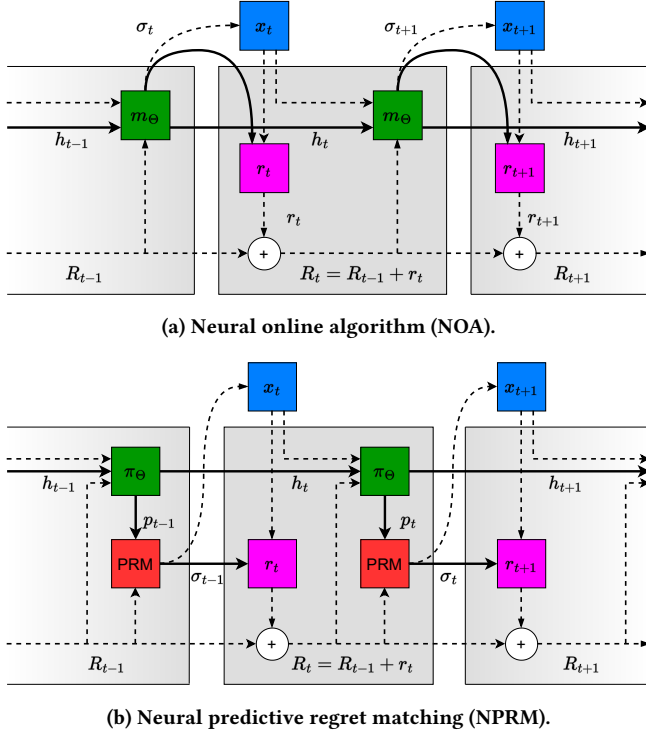 σ_t x_t σ_{t+1} x_{t+1}
m_Θ m_Θ
h_{t-1} h_t h_{t+1}
r_t r_{t+1}
r_t r_{t+1}
+ +
R_{t-1} R_t = R_{t-1} + r_t R_{t+1}
(a) Neural online algorithm (NOA).
x_t x_{t+1}
π_Θ π_Θ
h_{t-1} h_t h_{t+1}
p_{t-1} p_t
PRM r_t PRM r_{t+1}
σ_{t-1} σ_t
+ +
R_{t-1} R_t = R_{t-1} + r_t R_{t+1}
(b) Neural predictive regret matching (NPRM).